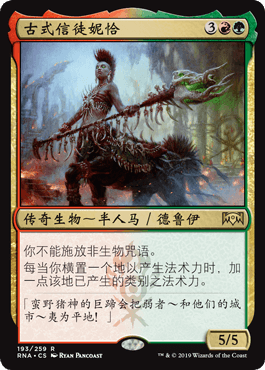 古式信徒妮恰 3
传奇生物～半人马／德鲁伊
你不能施放非生物咒语。
每当你横置一个地以产生法术力时，加
一点该地已产生的类别之法术力。
「蛮野猪神的巨蹄会把弱者～和他们的城
市～夷为平地！」
5/5
193/259 R
RNA • CS RYAN PANCOAST
™ & © 2019 Wizards of the Coast